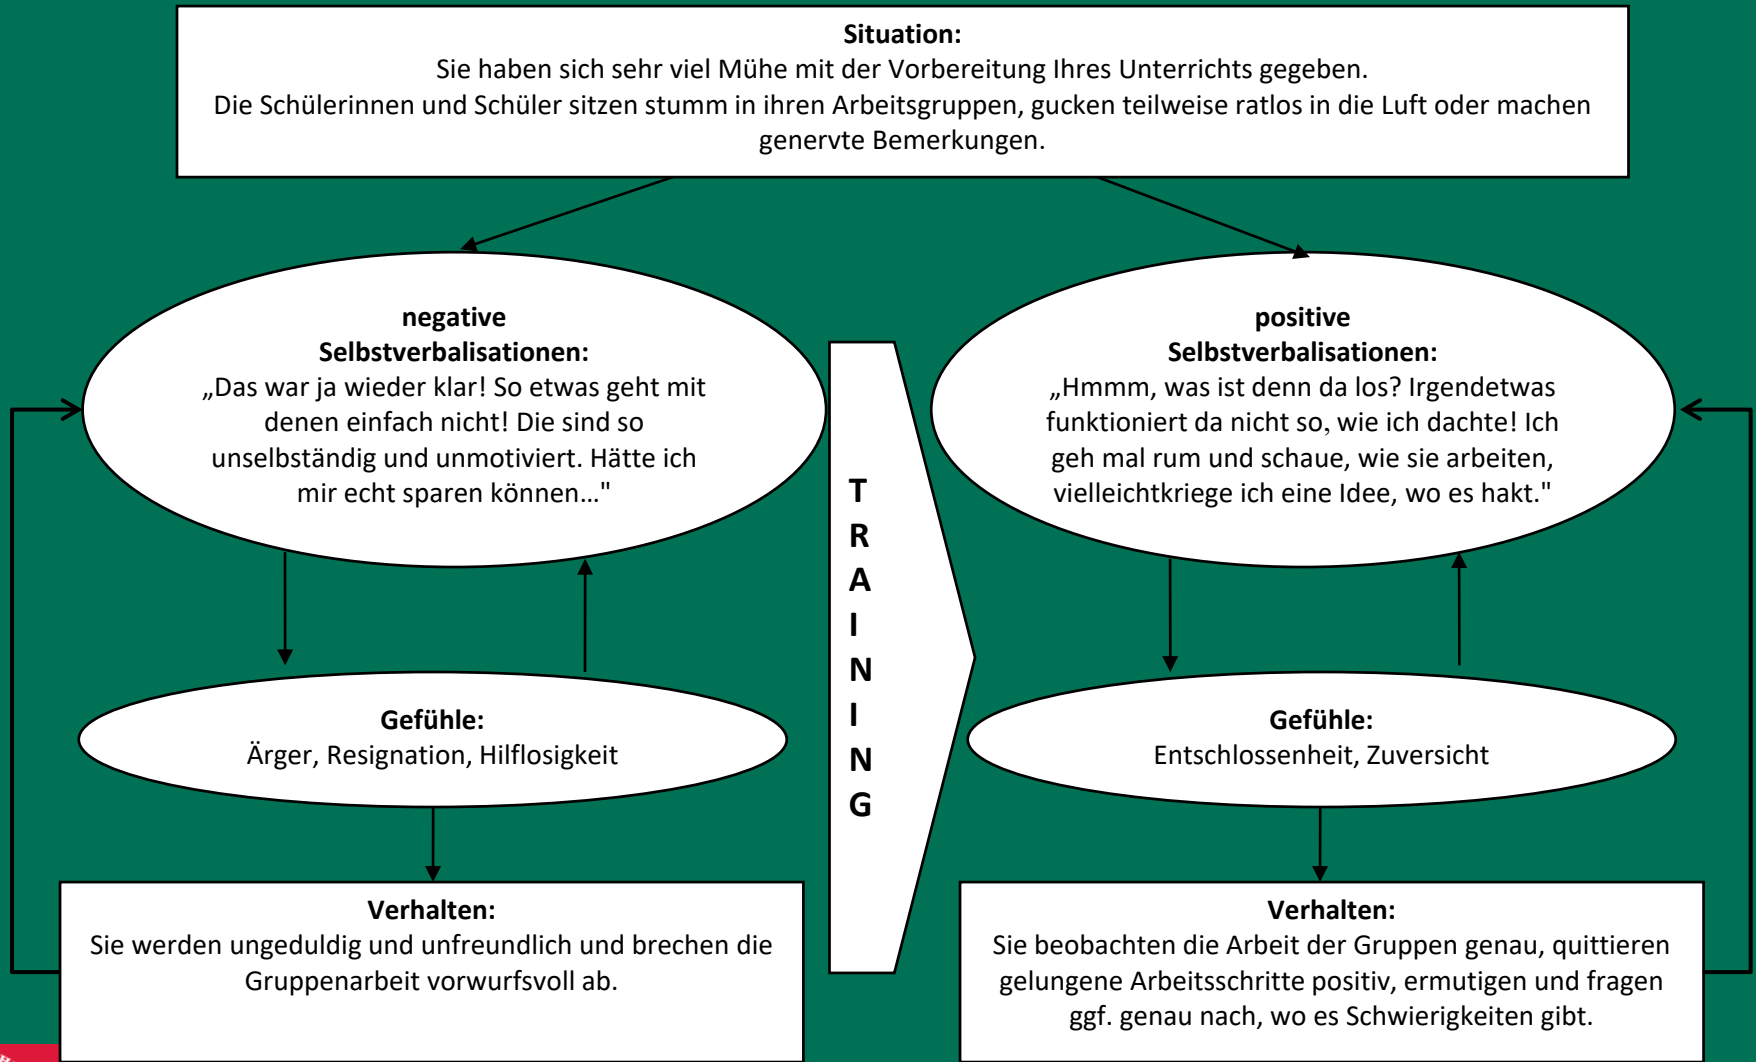 Situation:
Sie haben sich sehr viel Mühe mit der Vorbereitung Ihres Unterrichts gegeben.
Die Schülerinnen und Schüler sitzen stumm in ihren Arbeitsgruppen, gucken teilweise ratlos in die Luft oder machen
genervte Bemerkungen.
negative
Selbstverbalisationen:
„Das war ja wieder klar! So etwas geht mit
denen einfach nicht! Die sind so
unselbständig und unmotiviert. Hätte ich
mir echt sparen können…"
T
R
A
I
N
I
N
G
positive
Selbstverbalisationen:
„Hmmm, was ist denn da los? Irgendetwas
funktioniert da nicht so, wie ich dachte! Ich
geh mal rum und schaue, wie sie arbeiten,
vielleichtkriege ich eine Idee, wo es hakt."
Gefühle:
Ärger, Resignation, Hilflosigkeit
Gefühle:
Entschlossenheit, Zuversicht
Verhalten:
Sie werden ungeduldig und unfreundlich und brechen die
Gruppenarbeit vorwurfsvoll ab.
Verhalten:
Sie beobachten die Arbeit der Gruppen genau, quittieren
gelungene Arbeitsschritte positiv, ermutigen und fragen
ggf. genau nach, wo es Schwierigkeiten gibt.